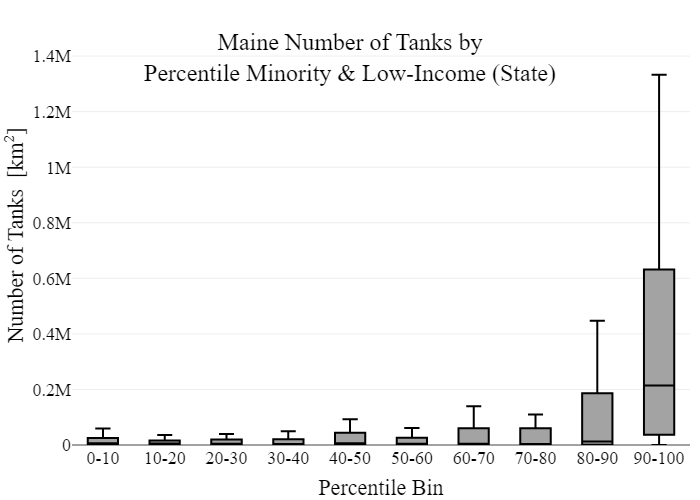 Maine Number of Tanks by
Percentile Minority & Low-Income (State)
Number of Tanks [km²]
1.4M
1.2M
1M
0.8M
0.6M
0.4M
0.2M
0
0-10 10-20 20-30 30-40 40-50 50-60 60-70 70-80 80-90 90-100
Percentile Bin